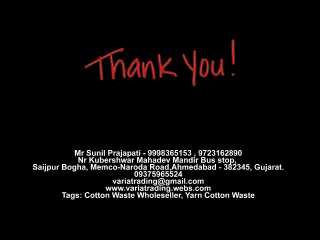 Thank You!
Mr Sunil Prajapati - 9998365153 , 9723162890
Nr Kubershwar Mahadev Mandir Bus stop,
Saijpur Bogha, Memco-Naroda Road,Ahmedabad - 382345, Gujarat.
09375965524
variatrading@gmail.com
www.variatrading.webs.com
Tags: Cotton Waste Wholeseller, Yarn Cotton Waste